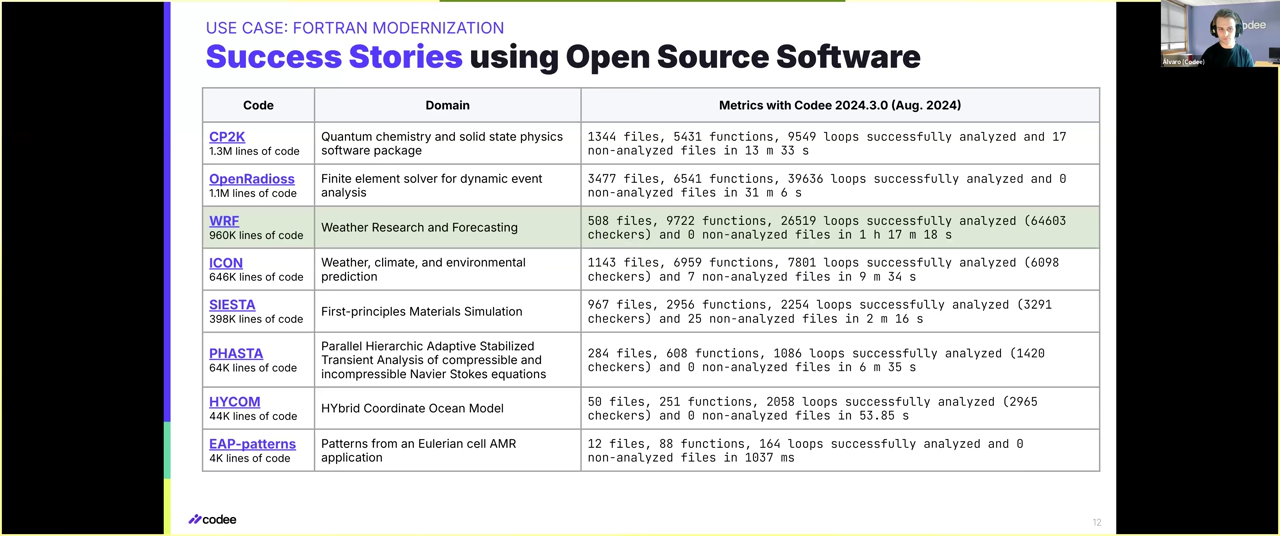 USE CASE: FORTRAN MODERNIZATION
Success Stories using Open Source Software
Code
Domain
Metrics with Codee 2024.3.0 (Aug. 2024)
CP2K
1.3M lines of code
Quantum chemistry and solid state physics
software package
1344 files, 5431 functions, 9549 loops successfully analyzed and 17
non-analyzed files in 13 m 33 s
OpenRadioss
1.1M lines of code
Finite element solver for dynamic event
analysis
3477 files, 6541 functions, 39636 loops successfully analyzed and 0
non-analyzed files in 31 m 6 s
WRF
960K lines of code
Weather Research and Forecasting
508 files, 9722 functions, 26519 loops successfully analyzed (64603
checkers) and 0 non-analyzed files in 1 h 17 m 18 s
ICON
646K lines of code
Weather, climate, and environmental
prediction
1143 files, 6959 functions, 7801 loops successfully analyzed (6098
checkers) and 7 non-analyzed files in 9 m 34 s
SIESTA
398K lines of code
First-principles Materials Simulation
967 files, 2956 functions, 2254 loops successfully analyzed (3291
checkers) and 25 non-analyzed files in 2 m 16 s
PHASTA
64K lines of code
Parallel Hierarchic Adaptive Stabilized
Transient Analysis of compressible and
incompressible Navier Stokes equations
284 files, 608 functions, 1086 loops successfully analyzed (1420
checkers) and 0 non-analyzed files in 6 m 35 s
HYCOM
44K lines of code
HYbrid Coordinate Ocean Model
50 files, 251 functions, 2058 loops successfully analyzed (2965
checkers) and 0 non-analyzed files in 53.85 s
EAP-patterns
4K lines of code
Patterns from an Eulerian cell AMR
application
12 files, 88 functions, 164 loops successfully analyzed and 0
non-analyzed files in 1037 ms
codee
12
odee
Álvaro (Codee)